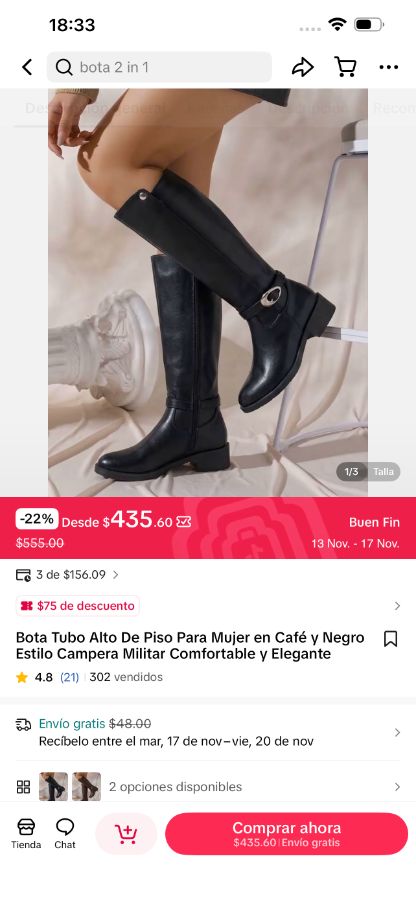 18:33
bota 2 in 1
1/3 Talla
-22% Desde $435.60
$555.00
Buen Fin
13 Nov. - 17 Nov.
3 de $156.09
$75 de descuento
Bota Tubo Alto De Piso Para Mujer en Café y Negro
Estilo Campera Militar Comfortable y Elegante
4.8 (21) 302 vendidos
Envío gratis $48.00
Recíbelo entre el mar, 17 de nov–vie, 20 de nov
2 opciones disponibles
Tienda
Chat
Comprar ahora
$435.60 | Envío gratis